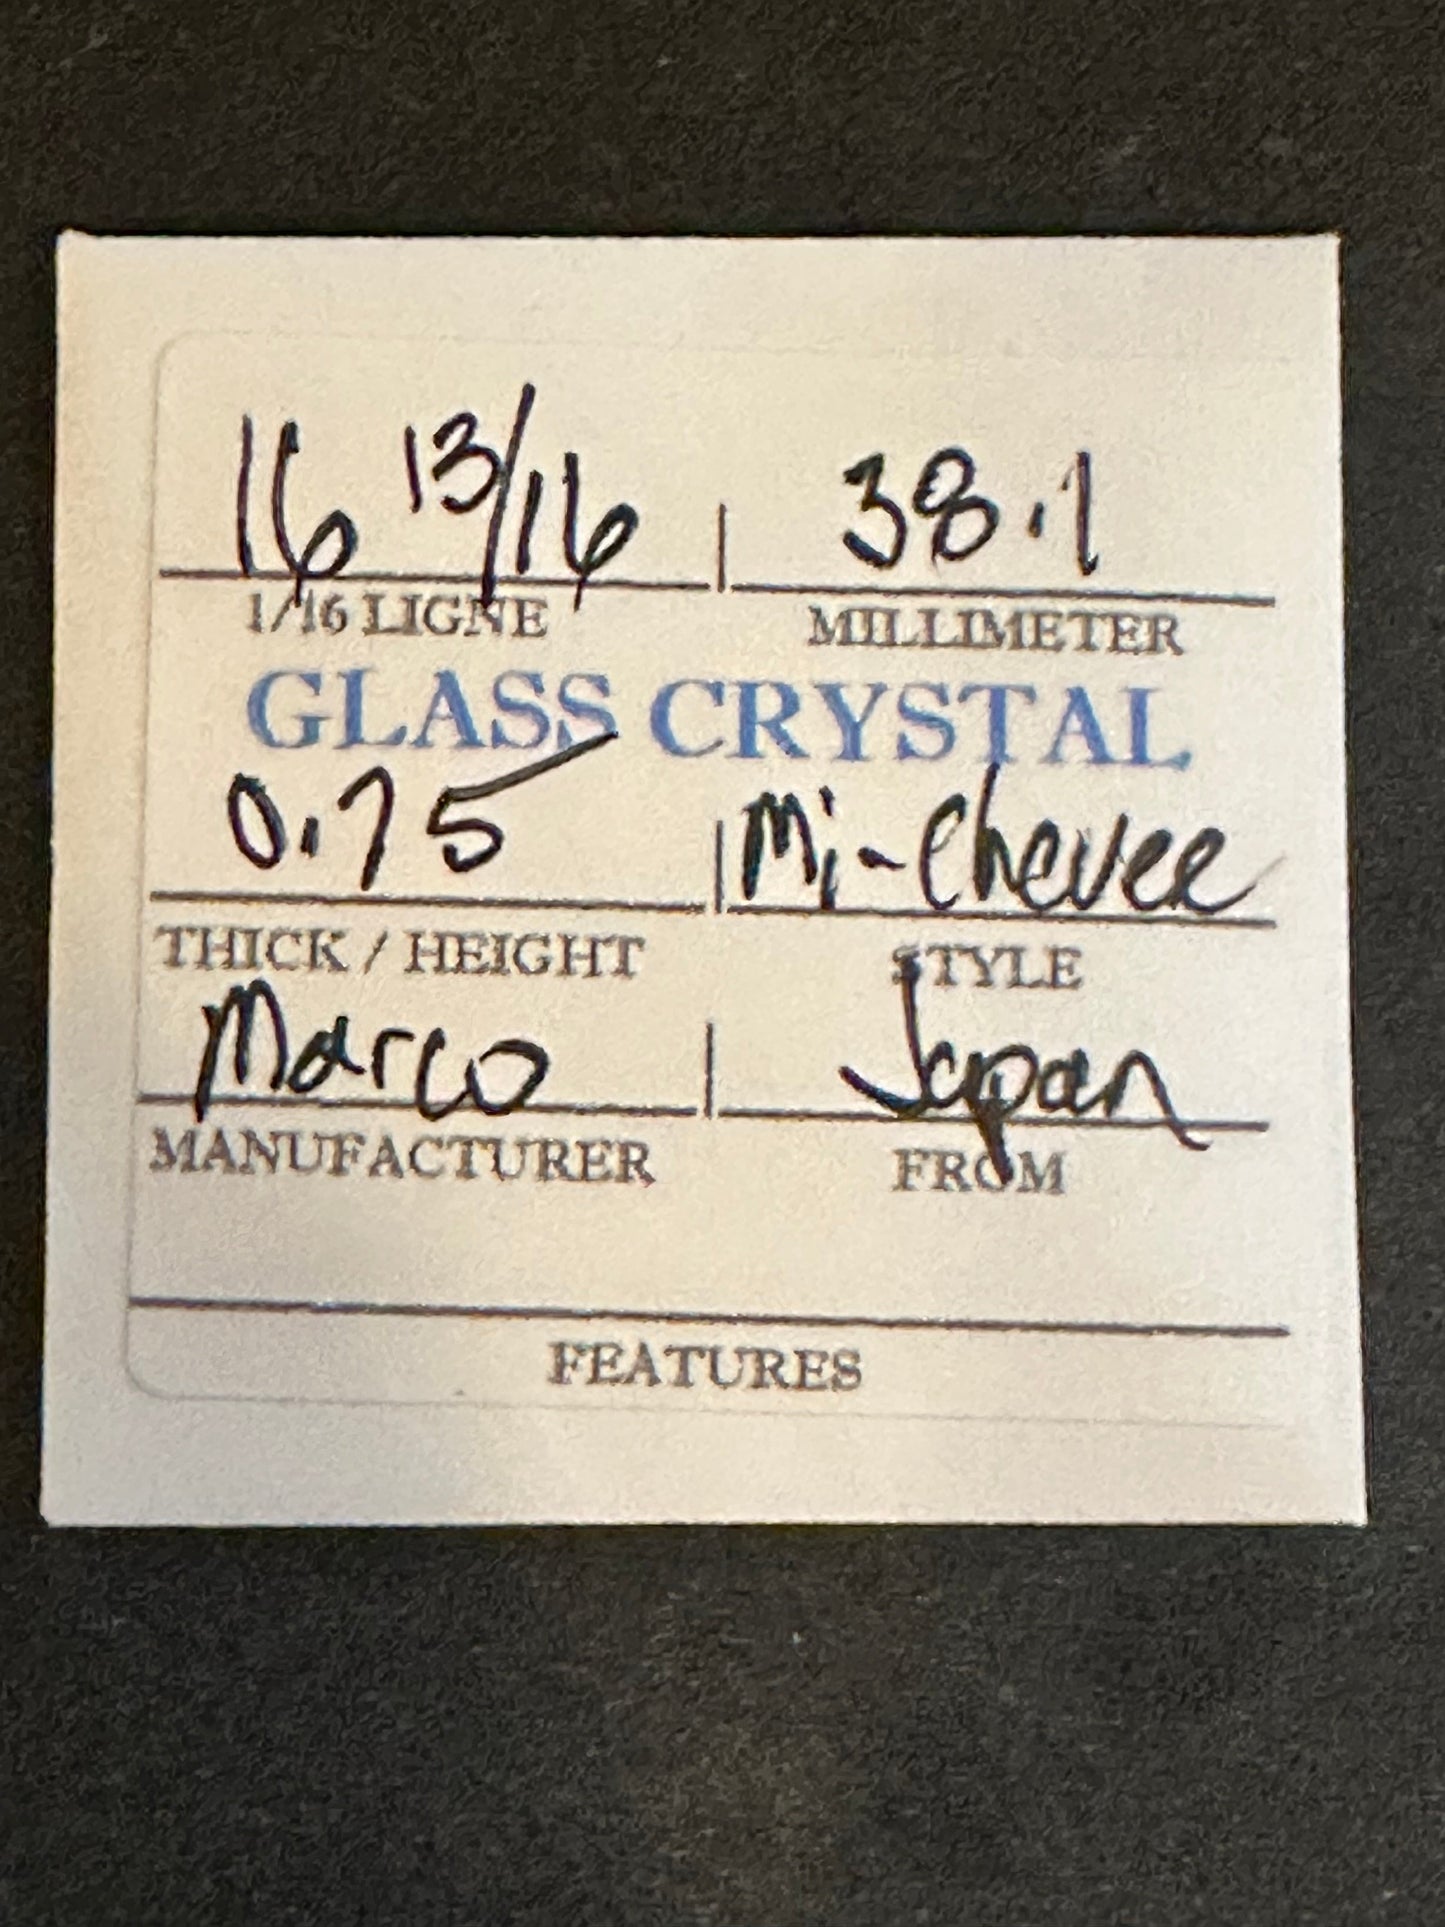 16 13/16 | 38.1
1/16 LIGNE MILLIMETER
GLASS CRYSTAL
0.75 | Mi-Chevee
THICK / HEIGHT STYLE
Marco | Japan
MANUFACTURER FROM
FEATURES